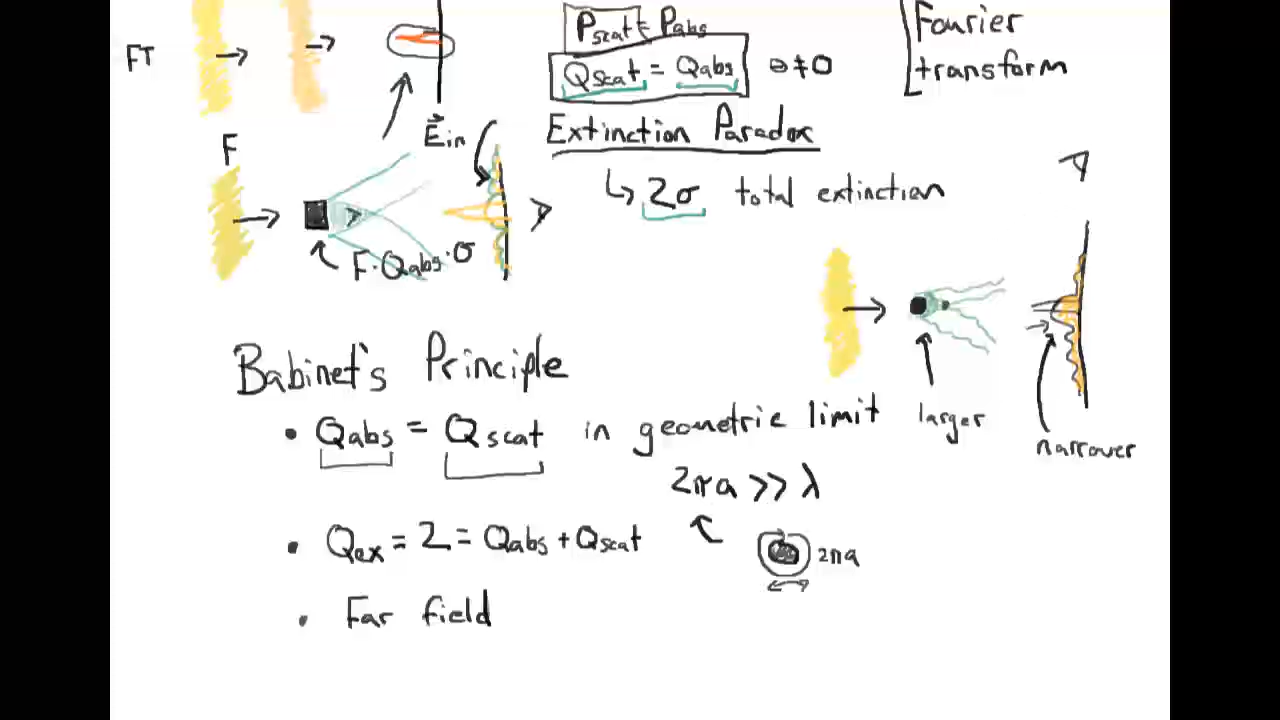 FT
Pscat = Pabs
Qscat = Qabs θ≠0
Fourier
transform
Extinction Paradox
↳ 2σ total extinction
F
E⃗in
F·Qabs·σ
larger
narrower
Babinet's Principle
• Qabs = Qscat in geometric limit
2πa >> λ
• Qex = 2 = Qabs + Qscat
2πa
• Far field